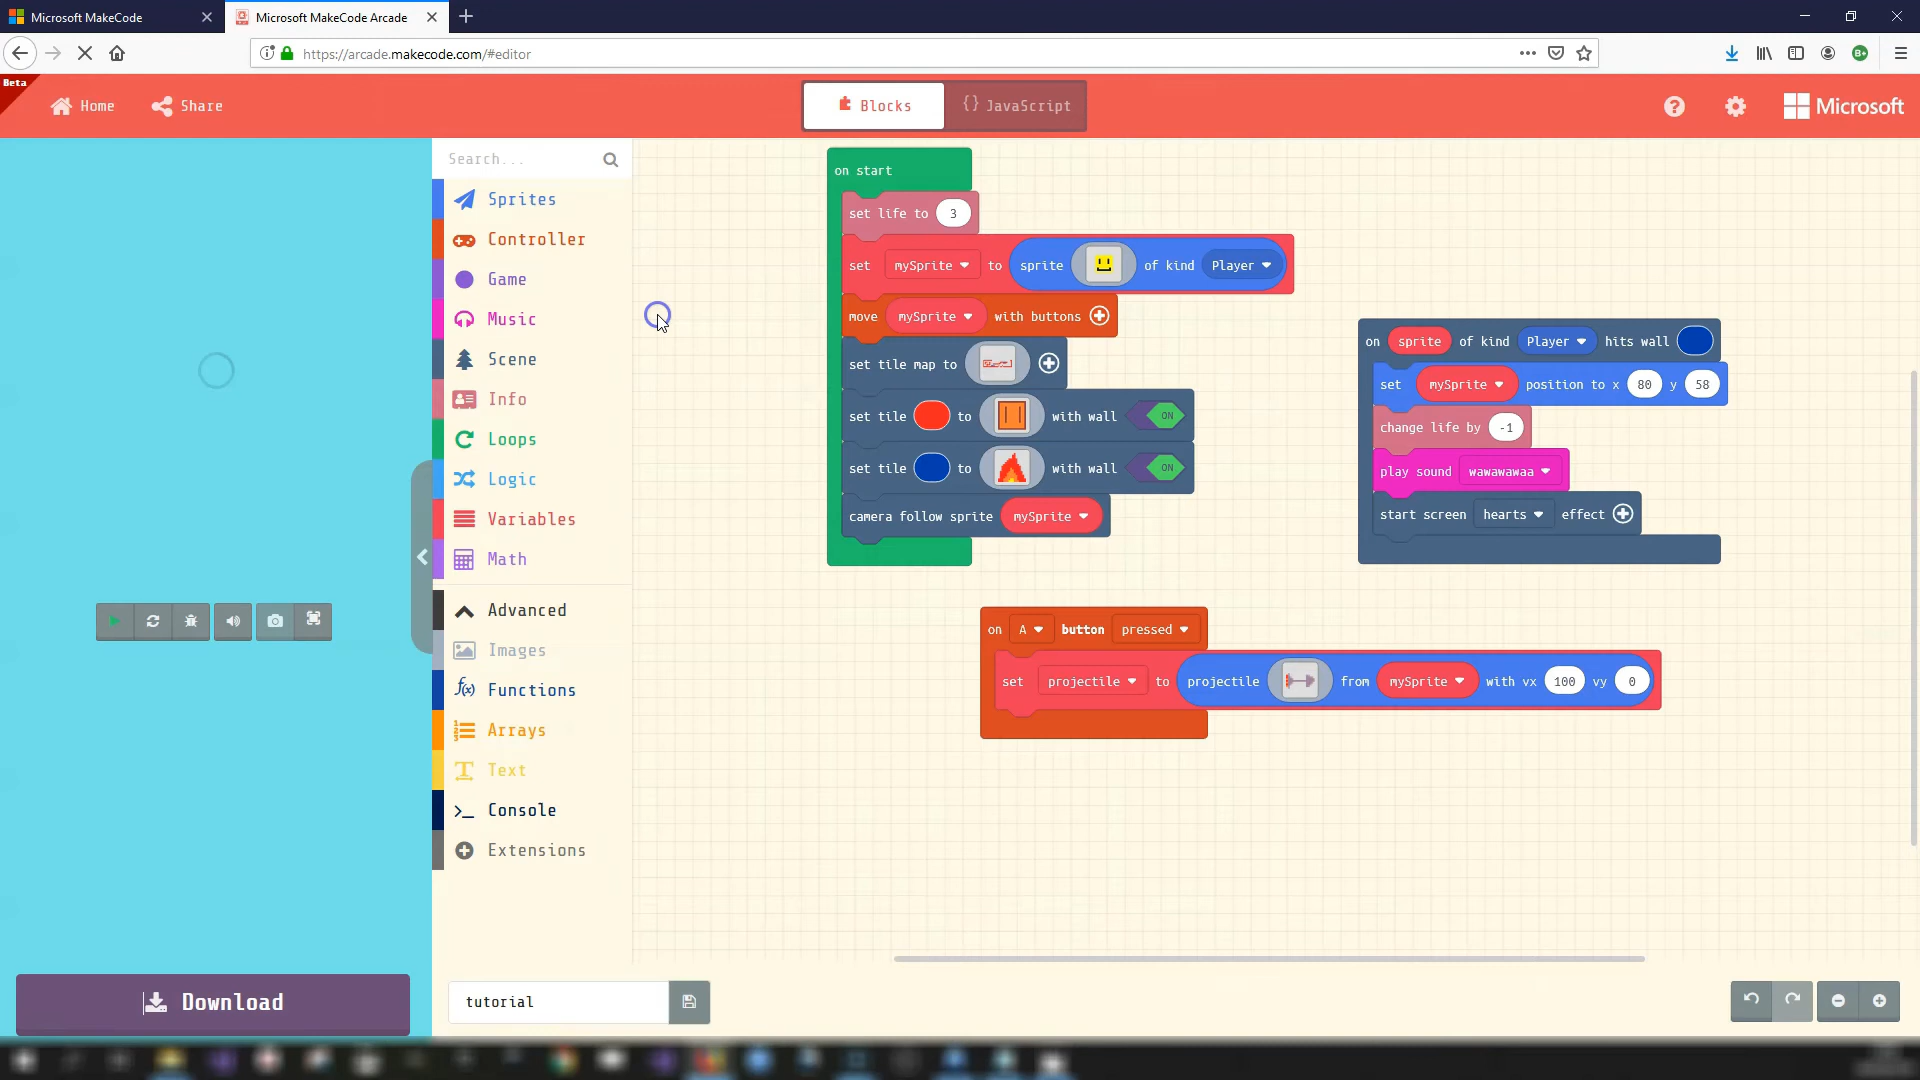 Microsoft MakeCode
Microsoft MakeCode Arcade
https://arcade.makecode.com/#editor
Beta
Home
Share
Blocks
{} JavaScript
Microsoft
Search...
Sprites
Controller
Game
Music
Scene
Info
Loops
Logic
Variables
Math
Advanced
Images
Functions
Arrays
Text
Console
Extensions
on start
set life to 3
set mySprite to sprite of kind Player
move mySprite with buttons
set tile map to
set tile to with wall ON
set tile to with wall ON
camera follow sprite mySprite
on sprite of kind Player hits wall
set mySprite position to x 80 y 58
change life by -1
play sound wawawawaa
start screen hearts effect
on A button pressed
set projectile to projectile from mySprite with vx 100 vy 0
Download
tutorial